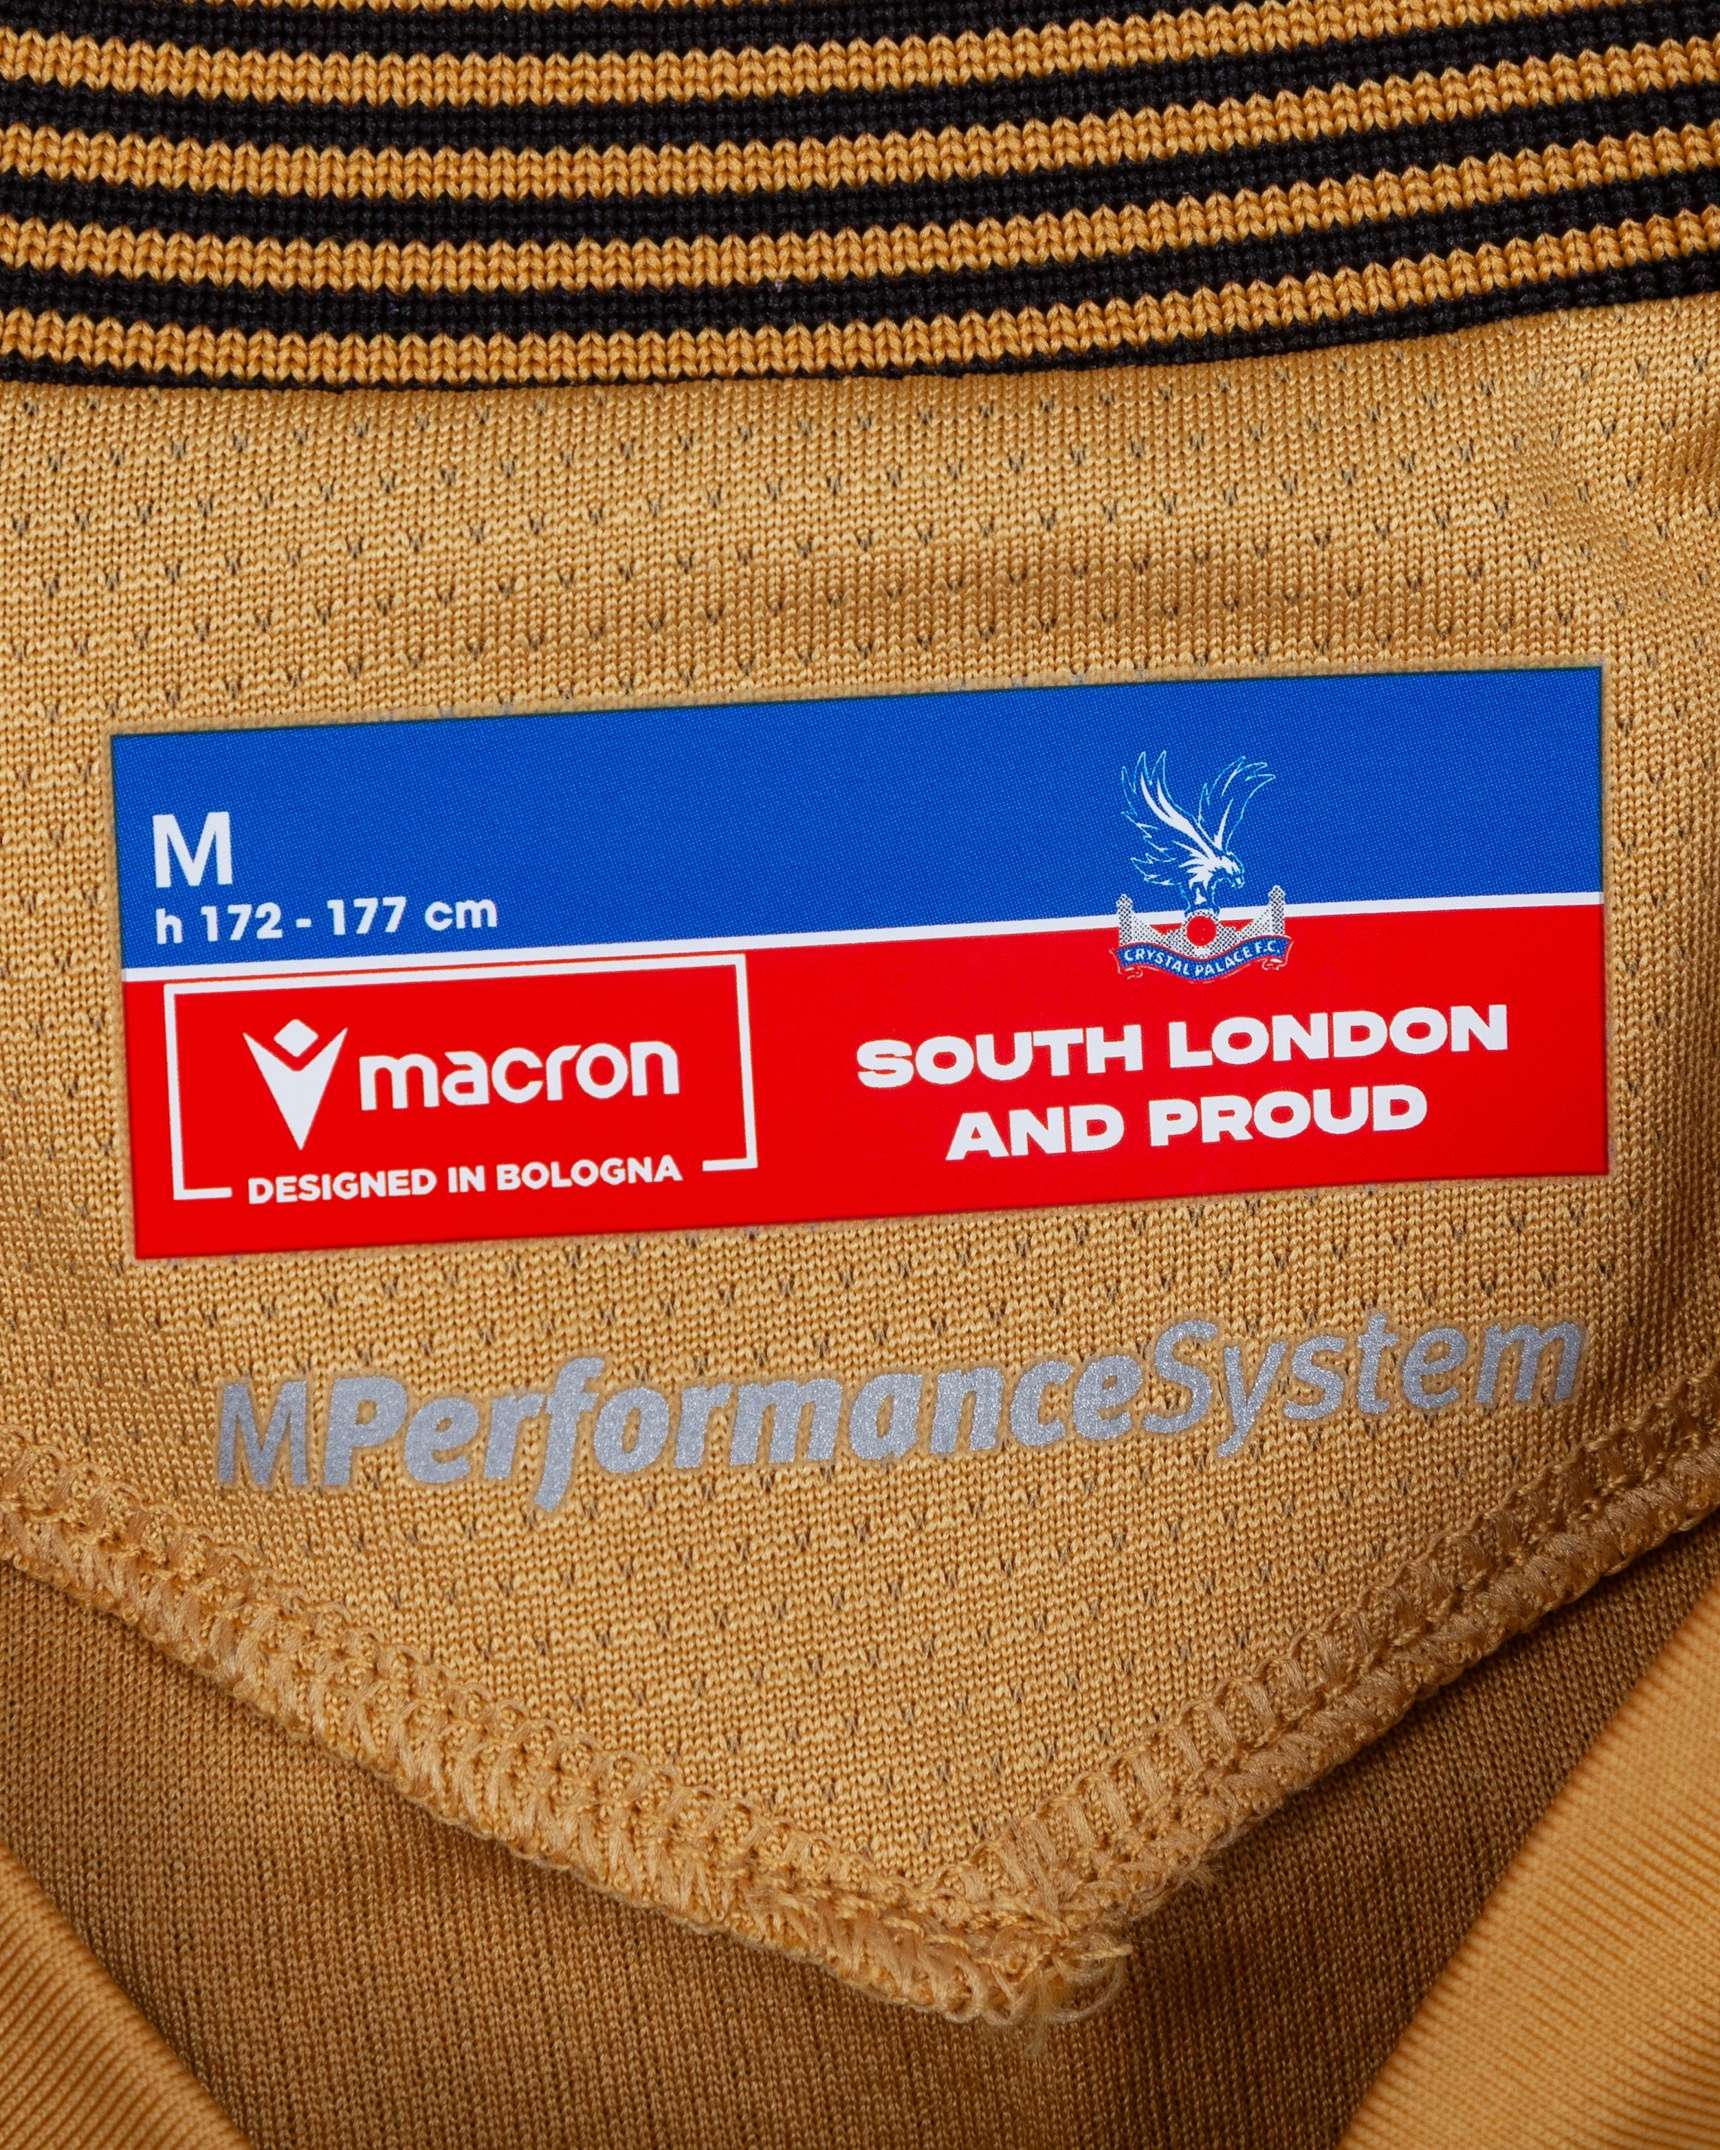 M
h 172 - 177 cm
CRYSTAL PALACE F.C.
macron
DESIGNED IN BOLOGNA
SOUTH LONDON
AND PROUD
MPerformanceSystem